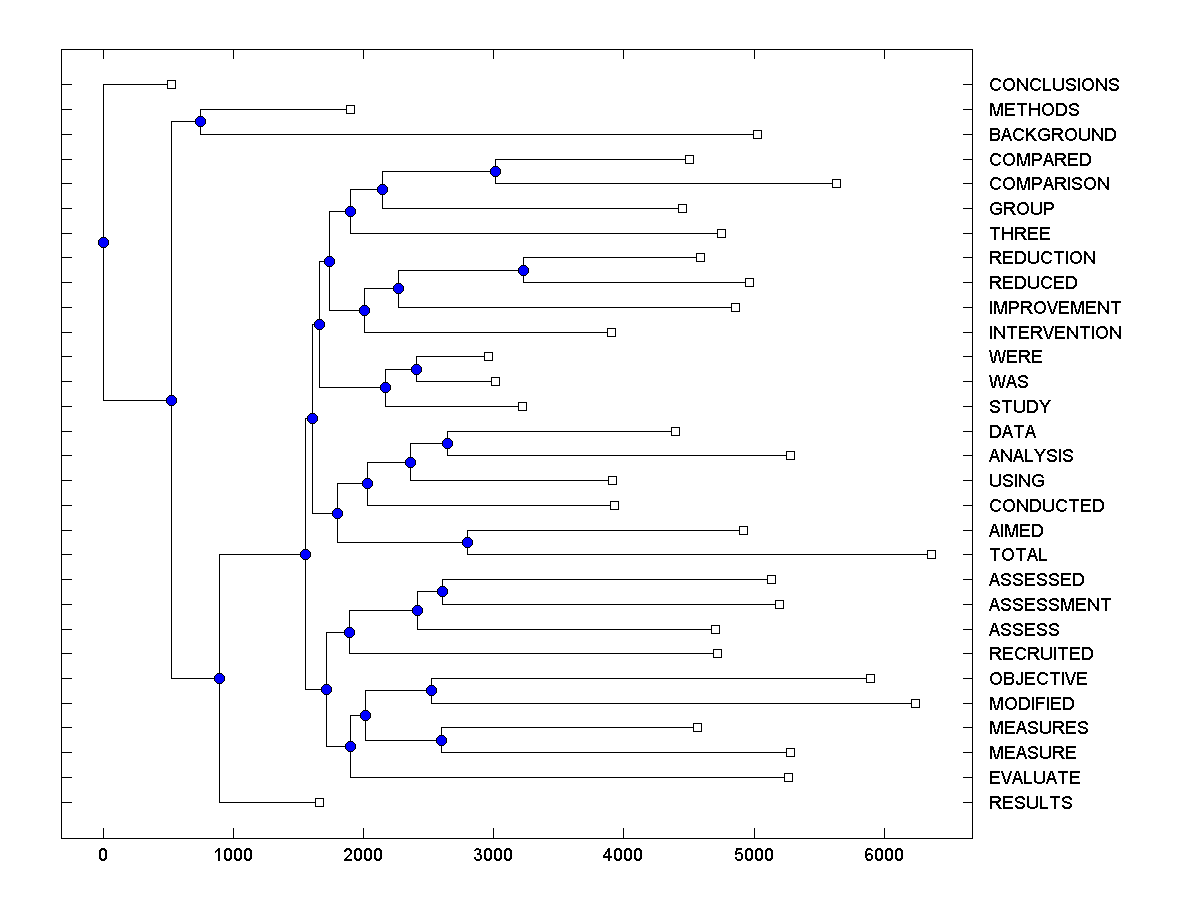 CONCLUSIONS
METHODS
BACKGROUND
COMPARED
COMPARISON
GROUP
THREE
REDUCTION
REDUCED
IMPROVEMENT
INTERVENTION
WERE
WAS
STUDY
DATA
ANALYSIS
USING
CONDUCTED
AIMED
TOTAL
ASSESSED
ASSESSMENT
ASSESS
RECRUITED
OBJECTIVE
MODIFIED
MEASURES
MEASURE
EVALUATE
RESULTS
0 1000 2000 3000 4000 5000 6000